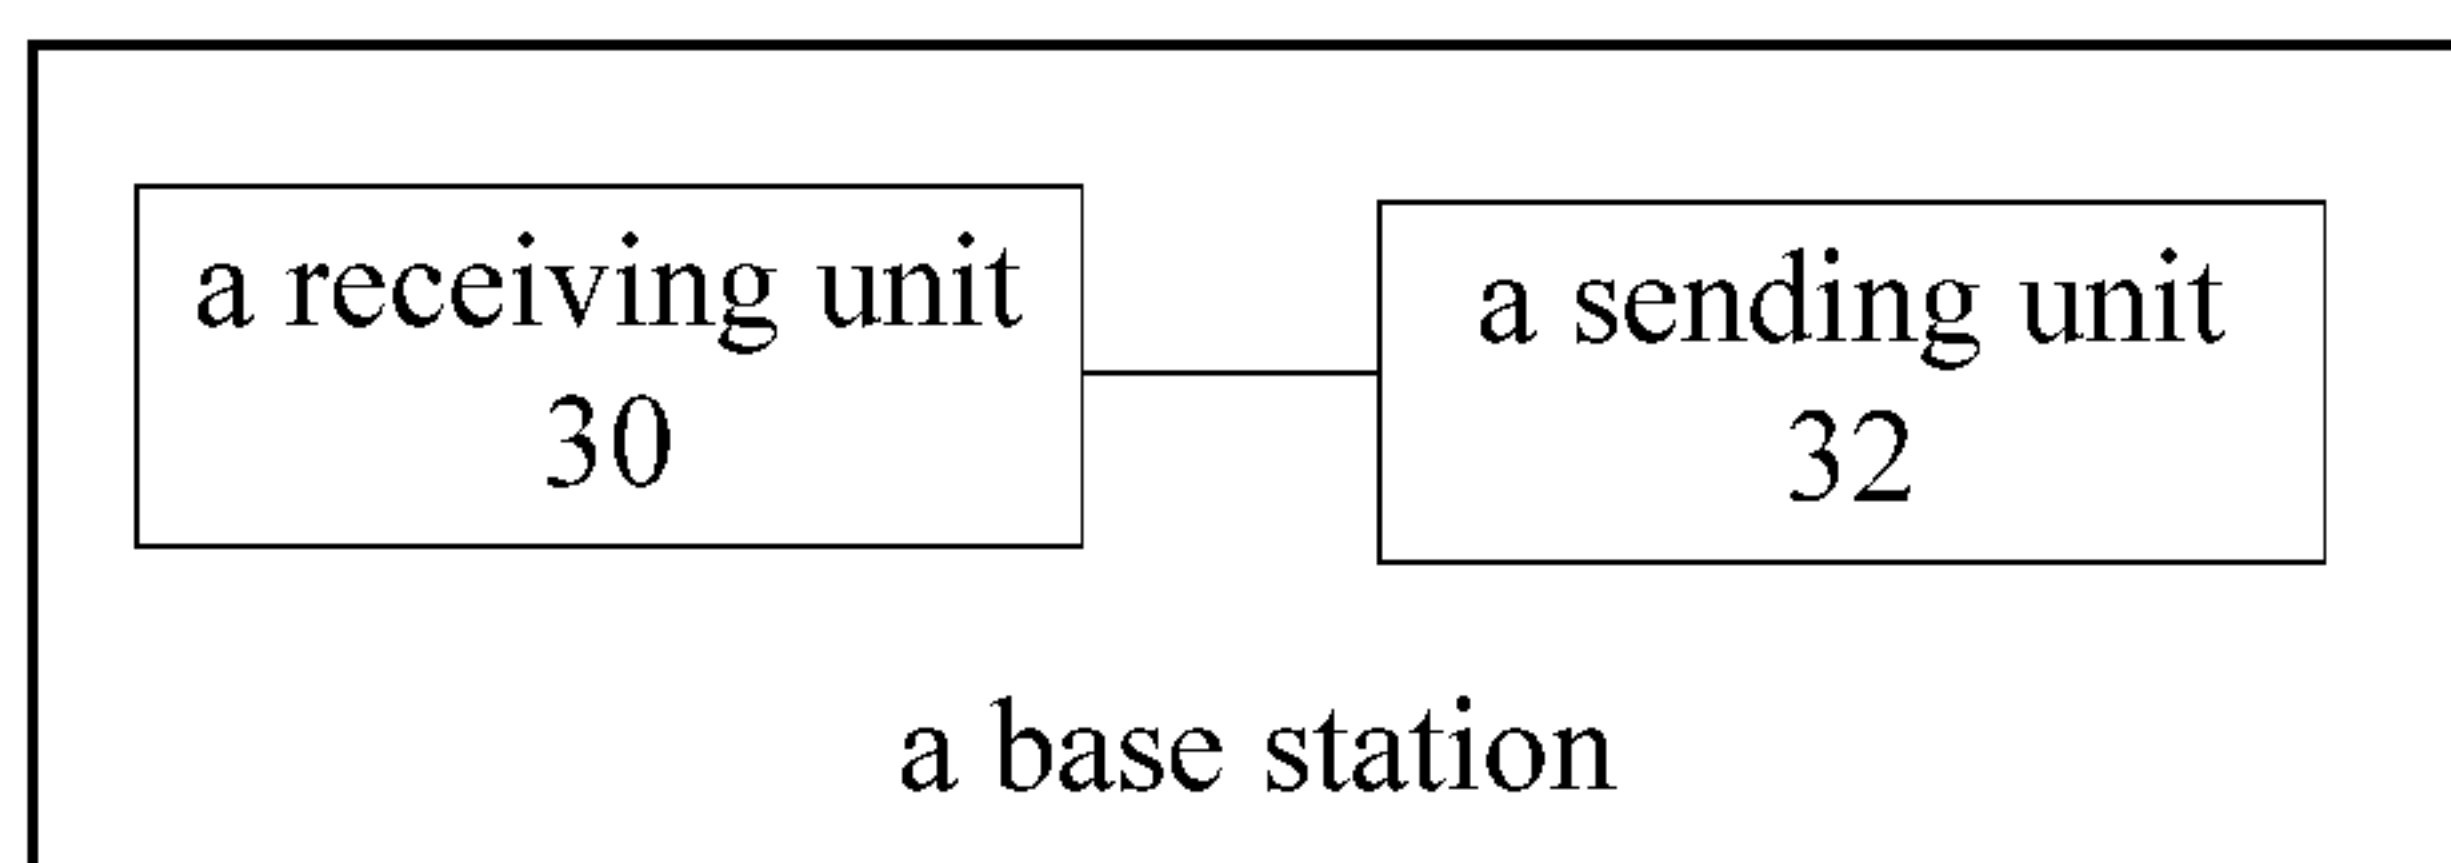 a receiving unit
30
a sending unit
32
a base station